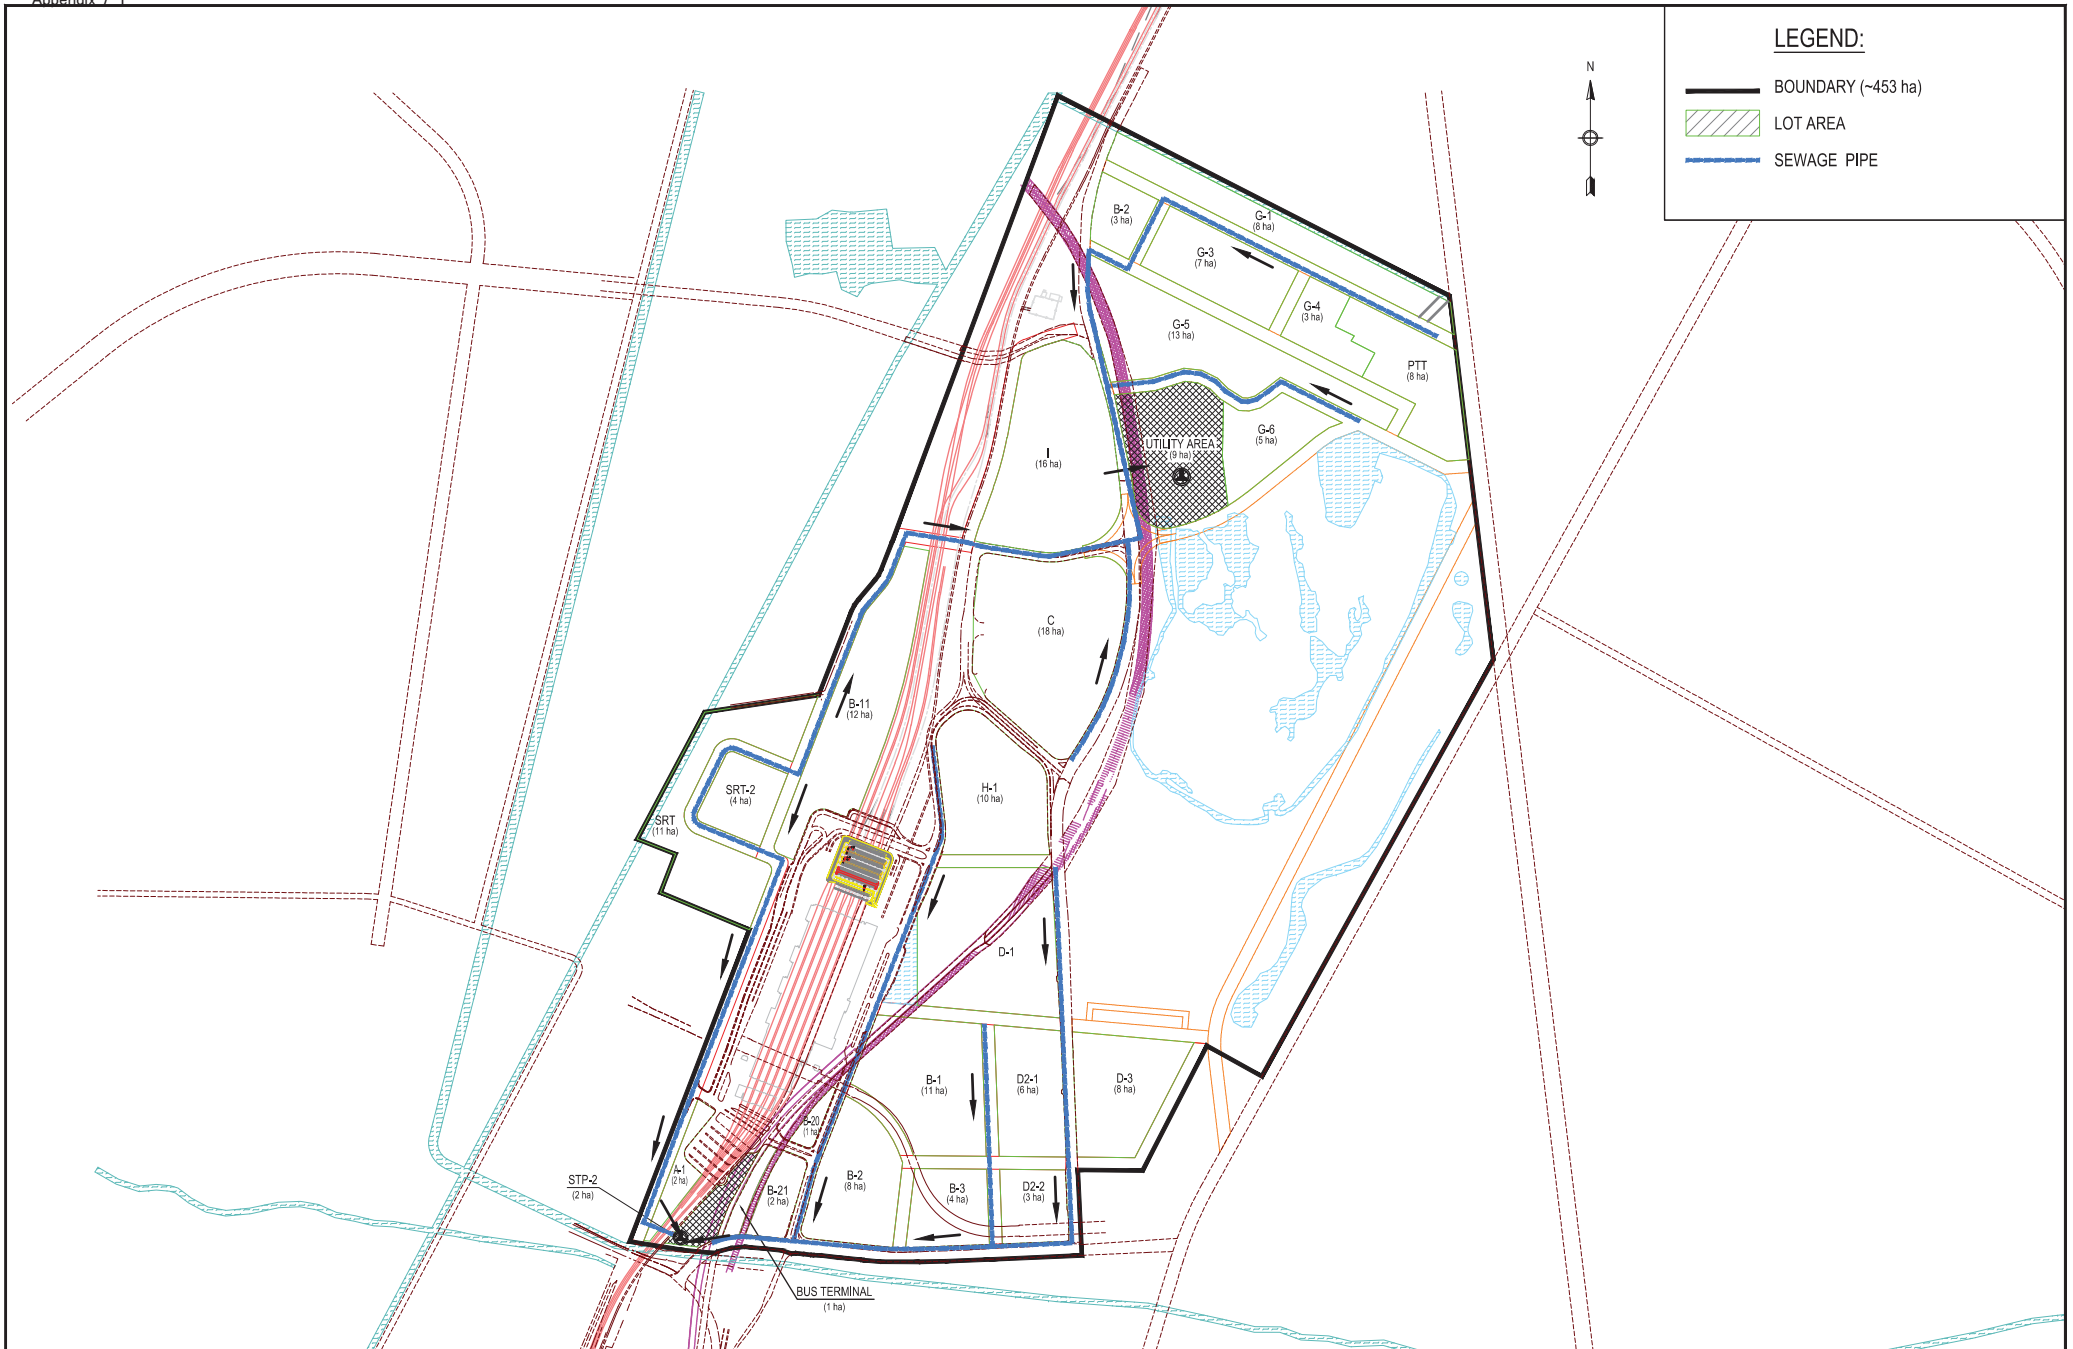 Appendix 7-1
LEGEND:
BOUNDARY (~453 ha)
LOT AREA
SEWAGE PIPE
N
B-2
(3 ha)
G-1
(8 ha)
G-3
(7 ha)
G-4
(3 ha)
G-5
(13 ha)
PTT
(8 ha)
G-6
(5 ha)
UTILITY AREA
(9 ha)
I
(16 ha)
C
(18 ha)
B-11
(12 ha)
SRT-2
(4 ha)
SRT
(11 ha)
H-1
(10 ha)
D-1
B-1
(11 ha)
D2-1
(6 ha)
D-3
(8 ha)
B-20
(1 ha)
A-1
(2 ha)
STP-2
(2 ha)
B-21
(2 ha)
B-2
(8 ha)
B-3
(4 ha)
D2-2
(3 ha)
BUS TERMINAL
(1 ha)